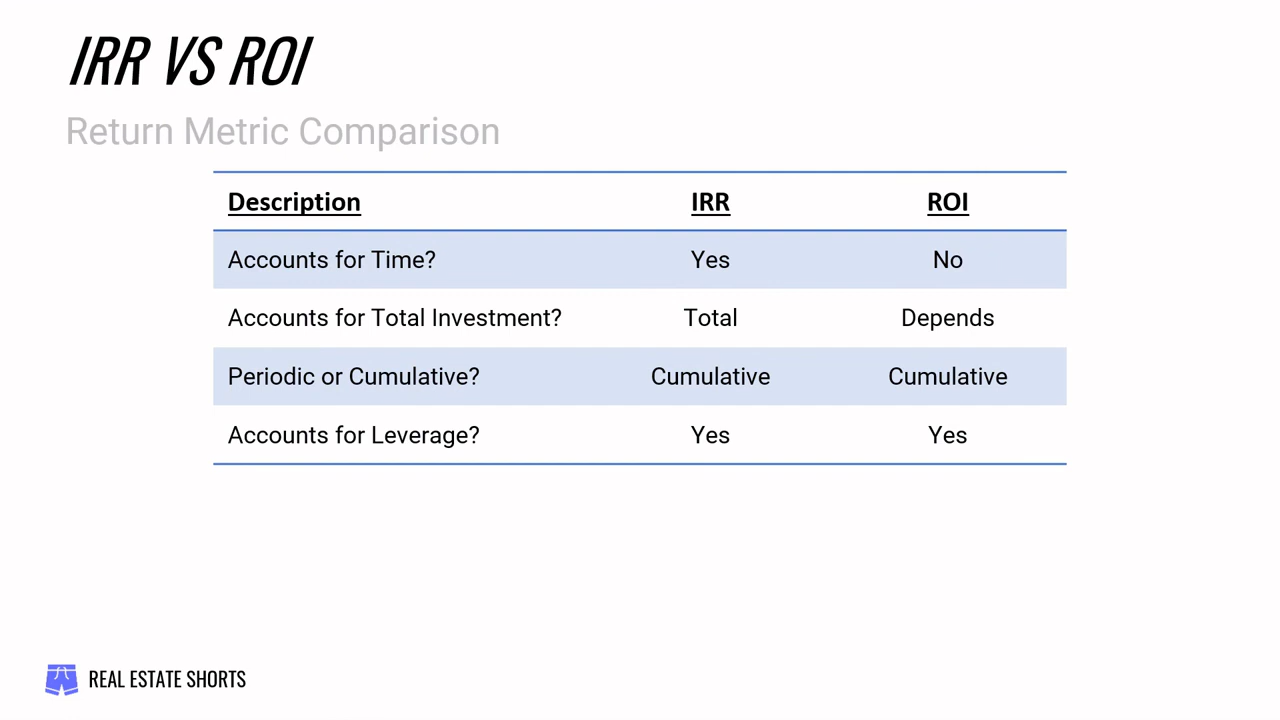 IRR VS ROI
Return Metric Comparison
Description IRR ROI
Accounts for Time? Yes No
Accounts for Total Investment? Total Depends
Periodic or Cumulative? Cumulative Cumulative
Accounts for Leverage? Yes Yes
REAL ESTATE SHORTS